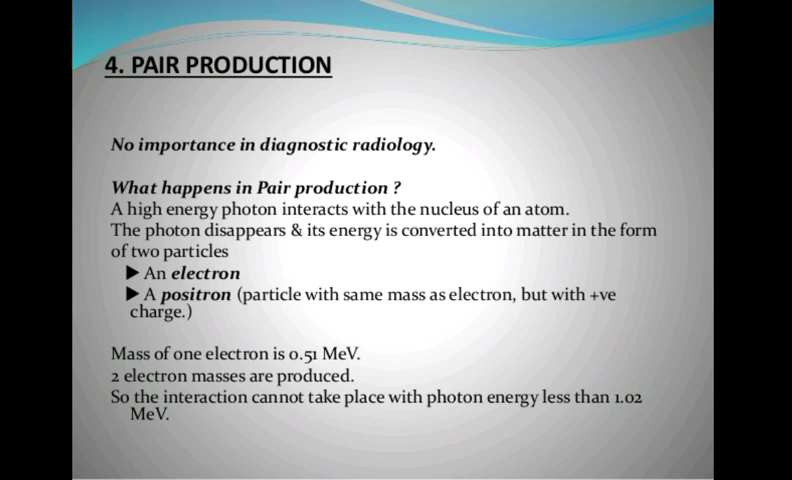 4. PAIR PRODUCTION
No importance in diagnostic radiology.
What happens in Pair production ?
A high energy photon interacts with the nucleus of an atom.
The photon disappears & its energy is converted into matter in the form
of two particles
▶ An electron
▶ A positron (particle with same mass as electron, but with +ve
charge.)
Mass of one electron is 0.51 MeV.
2 electron masses are produced.
So the interaction cannot take place with photon energy less than 1.02
MeV.